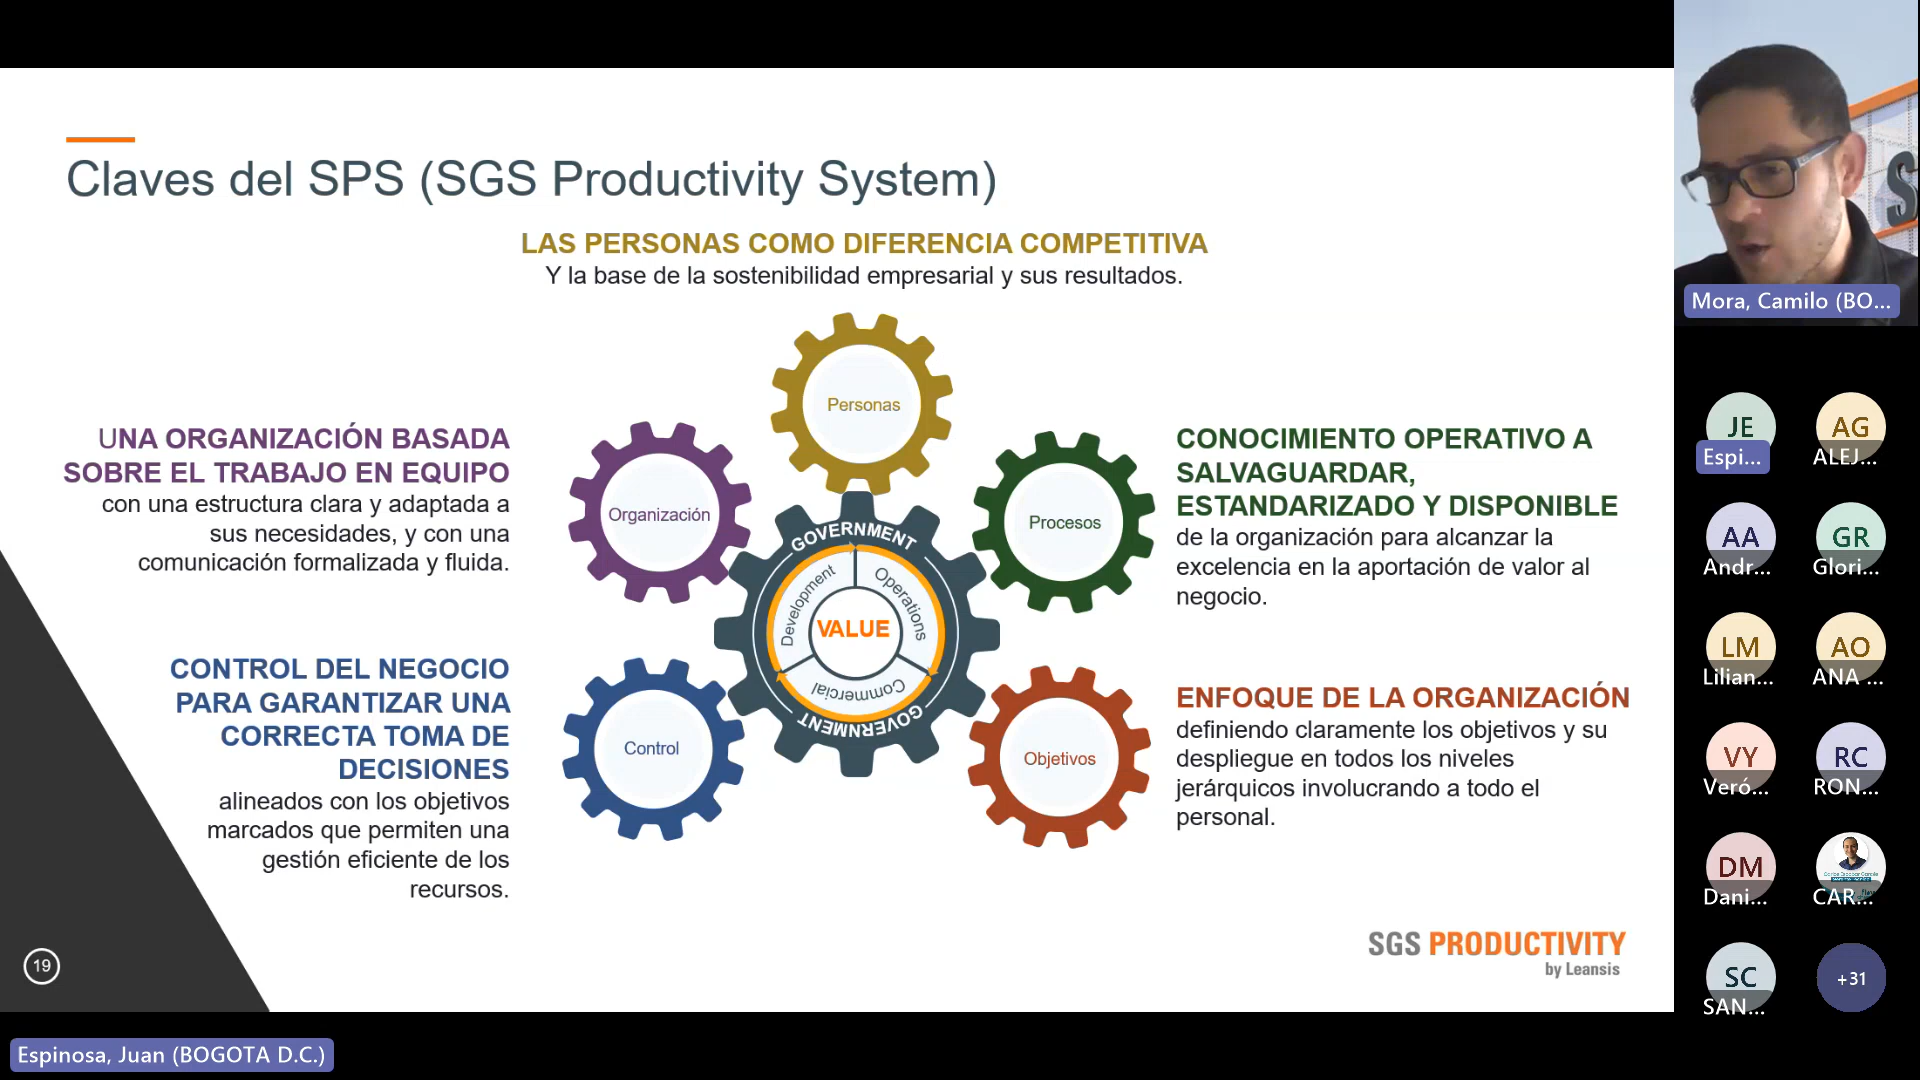 Claves del SPS (SGS Productivity System)
LAS PERSONAS COMO DIFERENCIA COMPETITIVA
Y la base de la sostenibilidad empresarial y sus resultados.
Personas
UNA ORGANIZACIÓN BASADA
SOBRE EL TRABAJO EN EQUIPO
con una estructura clara y adaptada a
sus necesidades, y con una
comunicación formalizada y fluida.
Organización
CONTROL DEL NEGOCIO
PARA GARANTIZAR UNA
CORRECTA TOMA DE
DECISIONES
alineados con los objetivos
marcados que permiten una
gestión eficiente de los
recursos.
Control
GOVERNMENT
Development
Operations
VALUE
Commercial
GOVERNMENT
Procesos
CONOCIMIENTO OPERATIVO A
SALVAGUARDAR,
ESTANDARIZADO Y DISPONIBLE
de la organización para alcanzar la
excelencia en la aportación de valor al
negocio.
Objetivos
ENFOQUE DE LA ORGANIZACIÓN
definiendo claramente los objetivos y su
despliegue en todos los niveles
jerárquicos involucrando a todo el
personal.
SGS PRODUCTIVITY
by Leansis
19
Espinosa, Juan (BOGOTA D.C.)
S
Mora, Camilo (BO...
JE
Espi...
AG
ALEJ...
AA
Andr...
GR
Glori...
LM
Lilian...
AO
ANA ...
VY
Veró...
RC
RON...
DM
Dani...
CAR...
SC
SAN...
+31